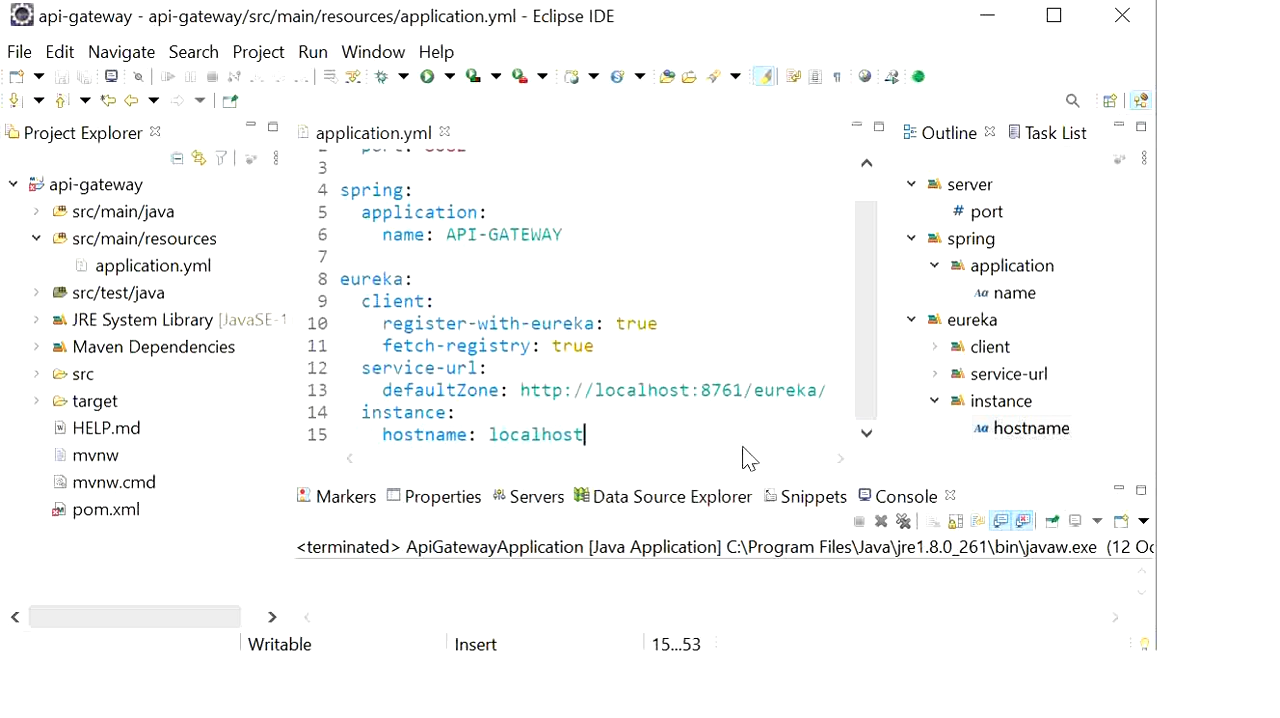 api-gateway - api-gateway/src/main/resources/application.yml - Eclipse IDE
File Edit Navigate Search Project Run Window Help
Project Explorer
api-gateway
src/main/java
src/main/resources
application.yml
src/test/java
JRE System Library [JavaSE-1
Maven Dependencies
src
target
HELP.md
mvnw
mvnw.cmd
pom.xml
application.yml
3
4 spring:
5 application:
6 name: API-GATEWAY
7
8 eureka:
9 client:
10 register-with-eureka: true
11 fetch-registry: true
12 service-url:
13 defaultZone: http://localhost:8761/eureka/
14 instance:
15 hostname: localhost
Outline Task List
server
# port
spring
application
name
eureka
client
service-url
instance
hostname
Markers Properties Servers Data Source Explorer Snippets Console
<terminated> ApiGatewayApplication [Java Application] C:\Program Files\Java\jre1.8.0_261\bin\javaw.exe (12 Oc
Writable Insert 15...53